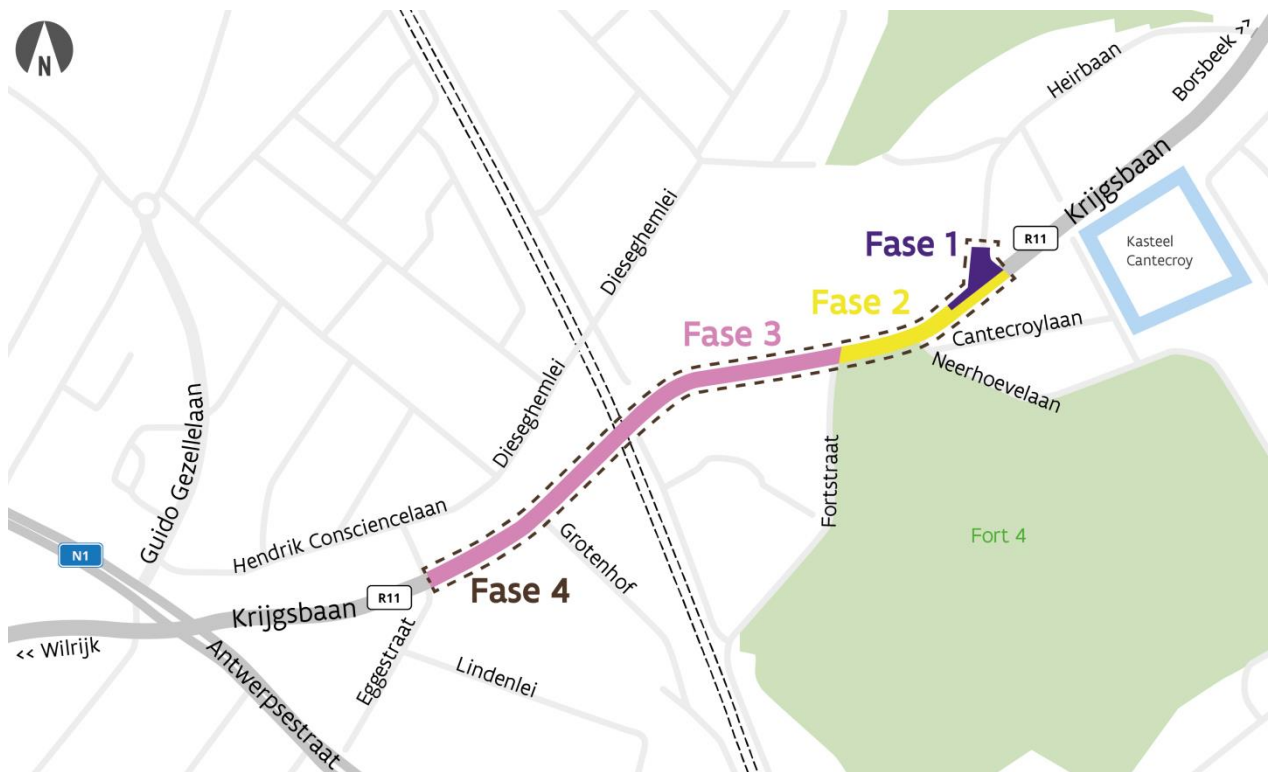 N
Heirbaan
Borsbeek >>
Krijgsbaan
R11
Kasteel
Cantecroy
Dieseghemlei
Fase 1
Fase 2
Fase 3
Cantecroylaan
Neerhoevelaan
Dieseghemlei
Guido Gezellelaan
Fortstraat
Hendrik Consciencelaan
Fort 4
N1
Grotenhof
Fase 4
R11
Krijgsbaan
<< Wilrijk
Antwerpsestraat
Eggestraat
Lindenlei